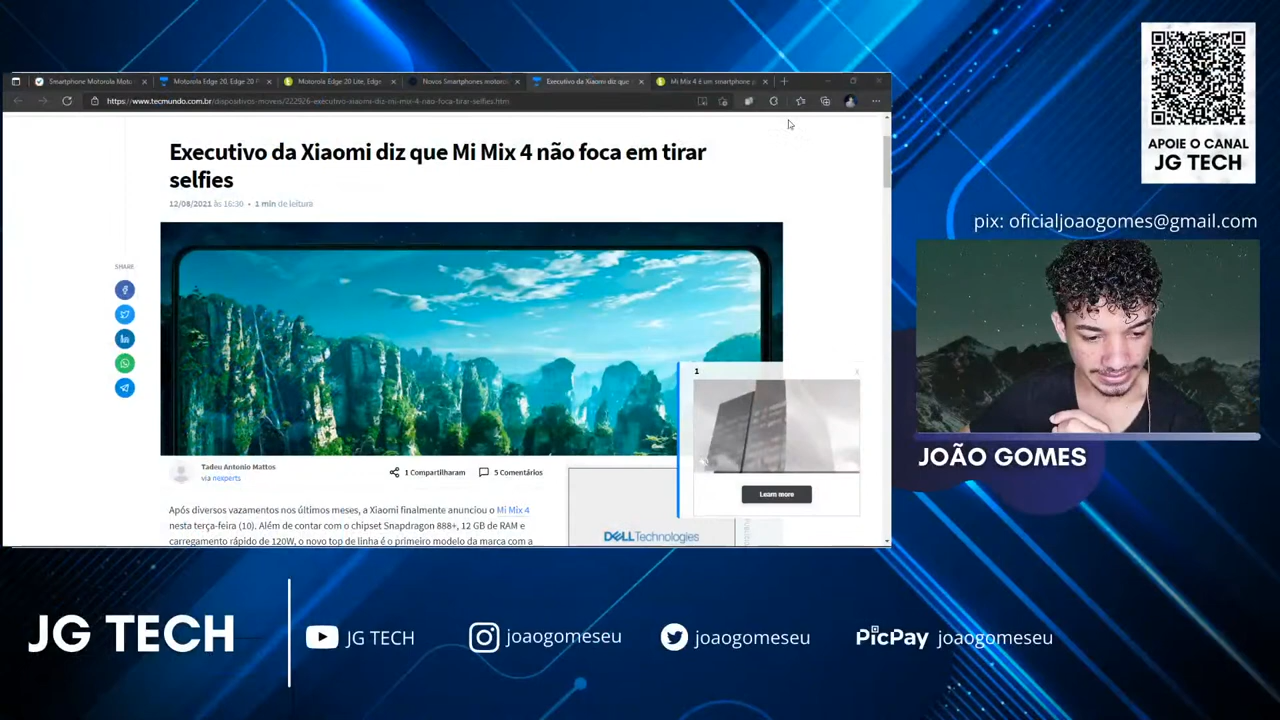 Smartphone Motorola Moto
Motorola Edge 20, Edge 20 P
Motorola Edge 20 Lite, Edge
Novos Smartphones motorol
Executivo da Xiaomi diz que
Mi Mix 4 é um smartphone p
https://www.tecmundo.com.br/dispositivos-moveis/222926-executivo-xiaomi-diz-mi-mix-4-nao-foca-tirar-selfies.htm
Executivo da Xiaomi diz que Mi Mix 4 não foca em tirar
selfies
12/08/2021 às 16:30 • 1 min de leitura
SHARE
1
Learn more
Tadeu Antonio Mattos
via nexperts
1 Compartilharam
5 Comentários
Após diversos vazamentos nos últimos meses, a Xiaomi finalmente anunciou o Mi Mix 4
nesta terça-feira (10). Além de contar com o chipset Snapdragon 888+, 12 GB de RAM e
carregamento rápido de 120W, o novo top de linha é o primeiro modelo da marca com a
DELL Technologies
APOIE O CANAL
JG TECH
pix: oficialjoaogomes@gmail.com
JOÃO GOMES
JG TECH
JG TECH
joaogomeseu
joaogomeseu
PicPay
joaogomeseu